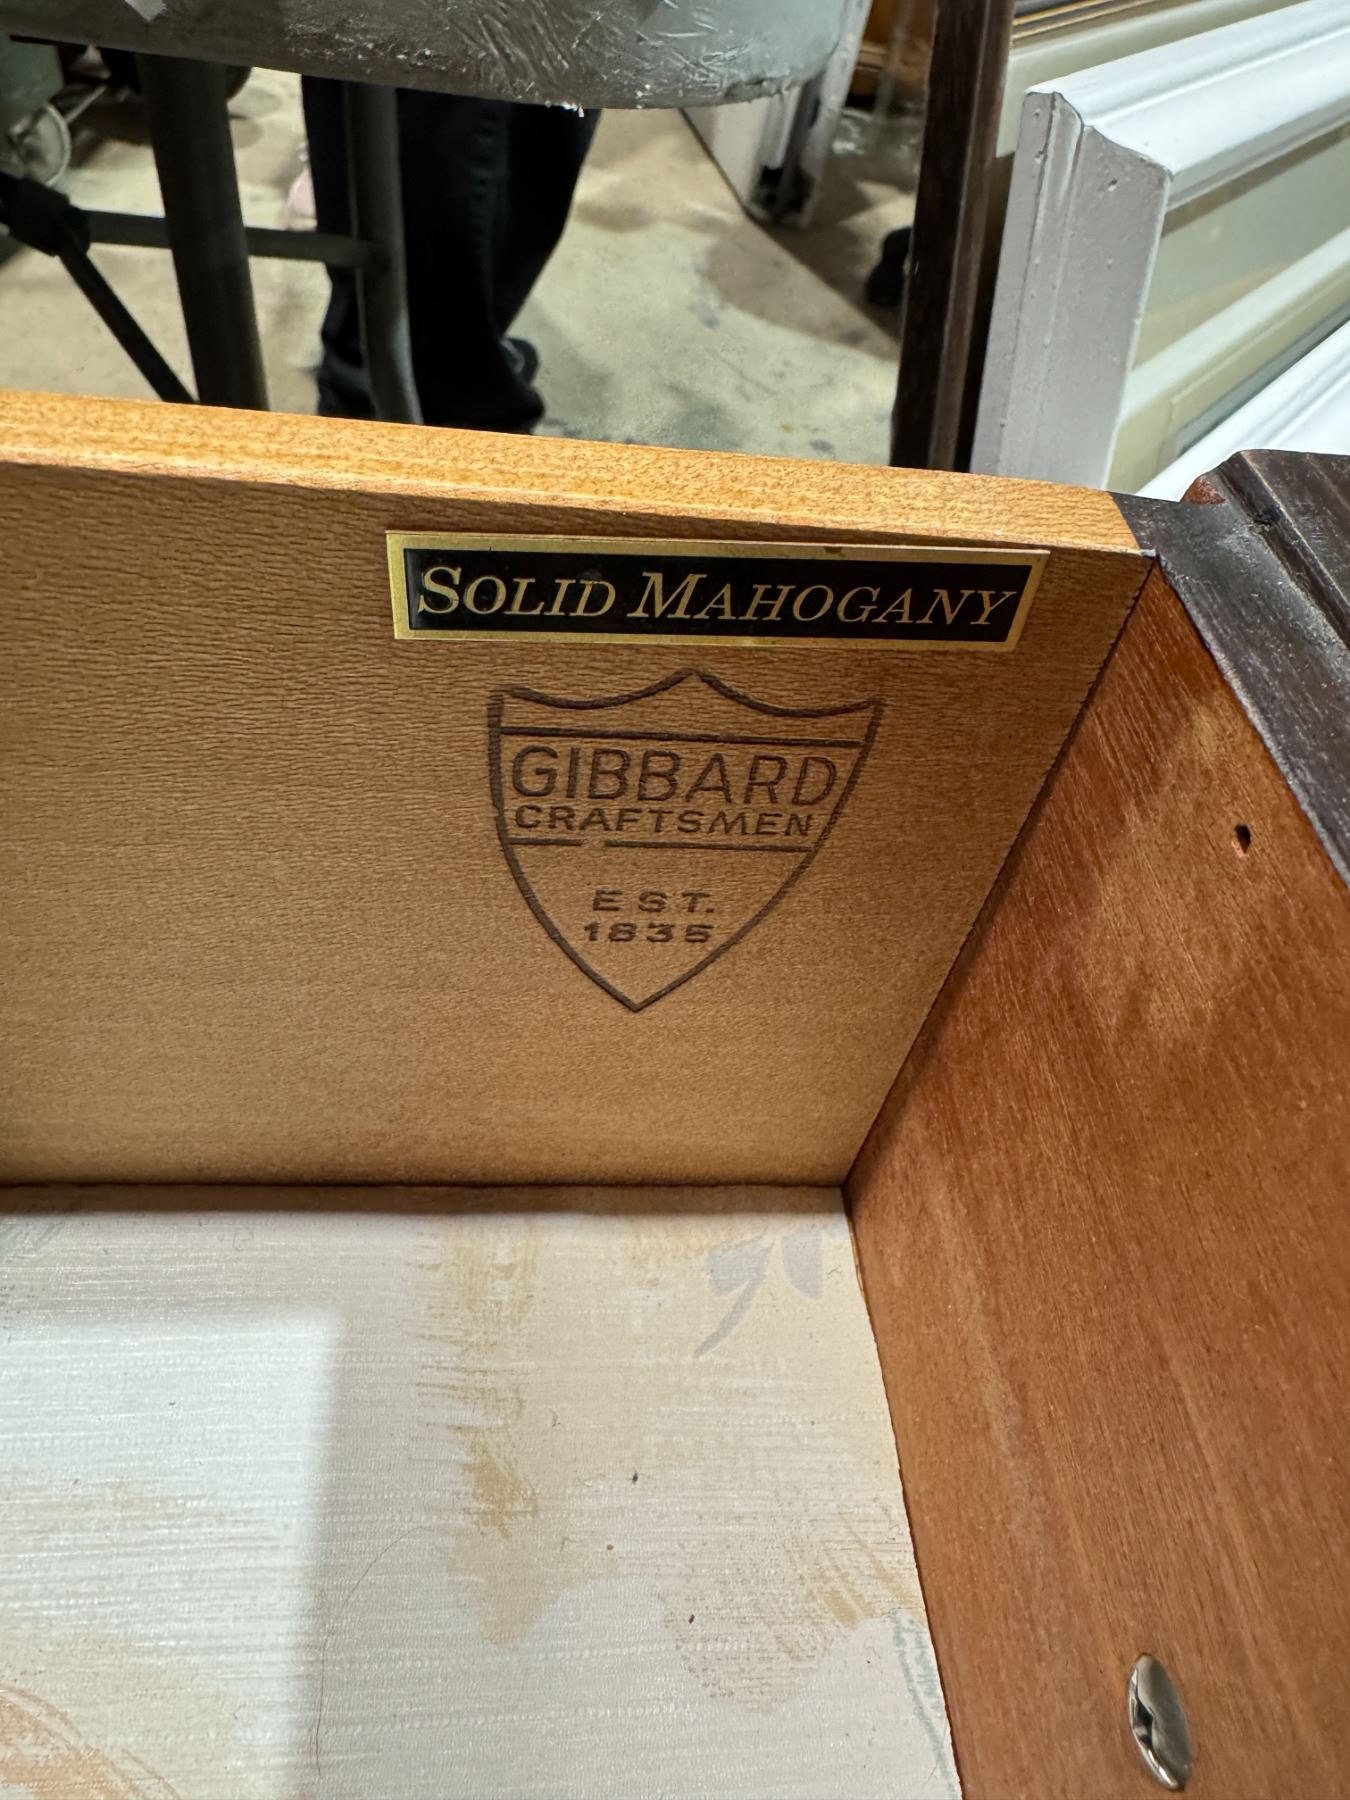 SOLID MAHOGANY
GIBBARD
CRAFTSMEN
EST.
1835